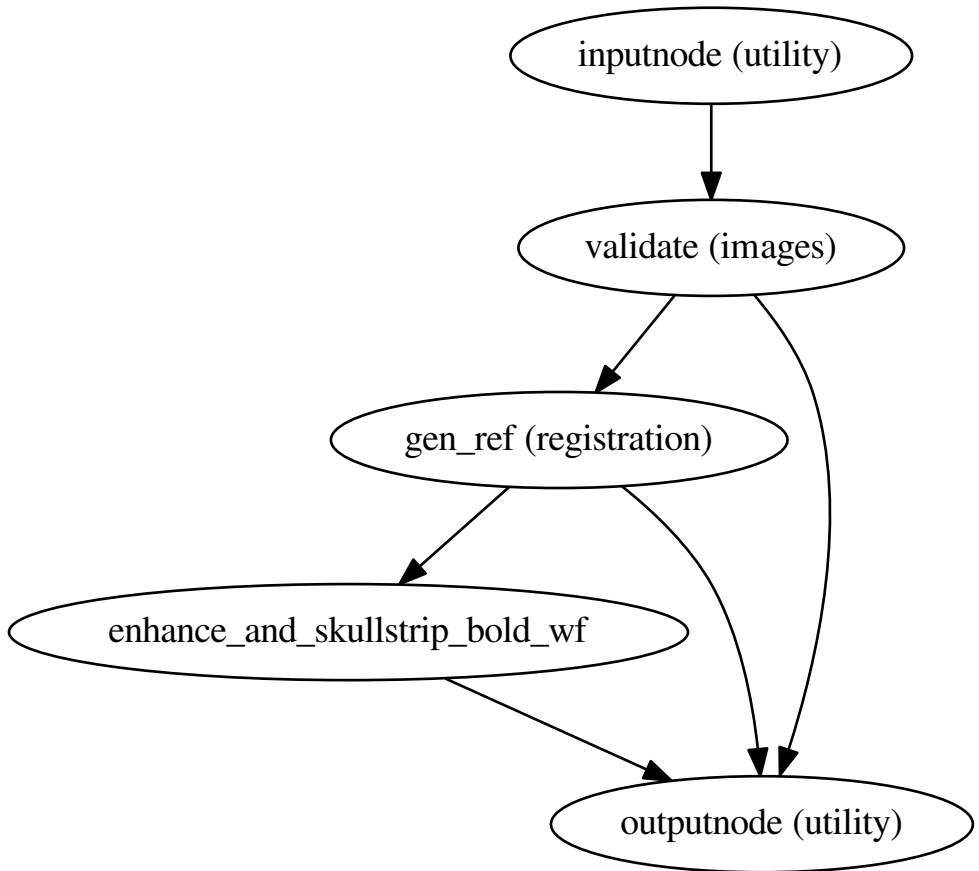 inputnode (utility)
validate (images)
gen_ref (registration)
enhance_and_skullstrip_bold_wf
outputnode (utility)